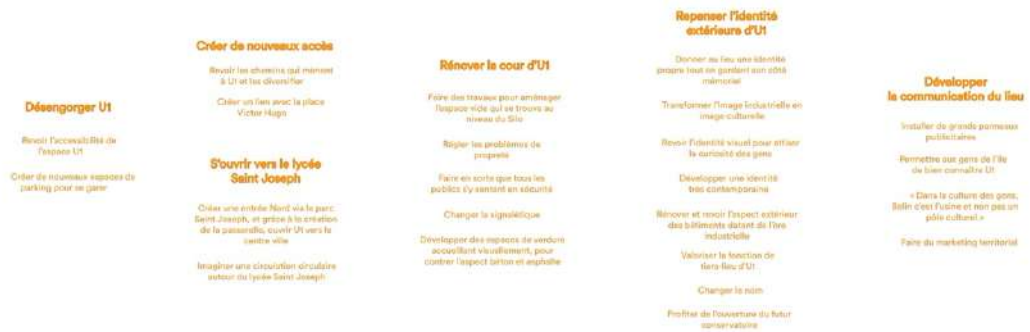 Désengorger U1
Revoir l'accessibilité de
l'espace U1
Créer de nouveaux espaces de
parking pour se garer
Créer de nouveaux accès
Revoir les chemins qui mènent
à U1 et les diversifier
Créer un lien avec la place
Victor Hugo
S'ouvrir vers le lycée
Saint Joseph
Créer une entrée Nord via le parc
Saint Joseph, et grâce à la création
de la passerelle, ouvrir U1 vers le
centre ville
Imaginer une circulation circulaire
autour du lycée Saint Joseph
Rénover la cour d'U1
Faire des travaux pour aménager
l'espace vide qui se trouve au
niveau du Silo
Régler les problèmes de
propreté
Faire en sorte que tous les
publics s'y sentent en sécurité
Changer la signalétique
Développer des espaces de verdure
accueillant visuellement, pour
contrer l'aspect béton et asphalte
Repenser l'identité
extérieure d'U1
Donner au lieu une identité
propre tout en gardant son côté
mémoriel
Transformer l'image industrielle en
image culturelle
Revoir l'identité visuel pour attiser
la curiosité des gens
Développer une identité
très contemporaine
Rénover et revoir l'aspect extérieur
des bâtiments datant de l'ère
industrielle
Valoriser la fonction de
tiers-lieu d'U1
Changer le nom
Profiter de l'ouverture du futur
conservatoire
Développer
la communication du lieu
Installer de grands panneaux
publicitaires
Permettre aux gens de l'île
de bien connaître U1
« Dans la culture des gens,
Bolin c'est l'usine et non pas un
pôle culturel »
Faire du marketing territorial